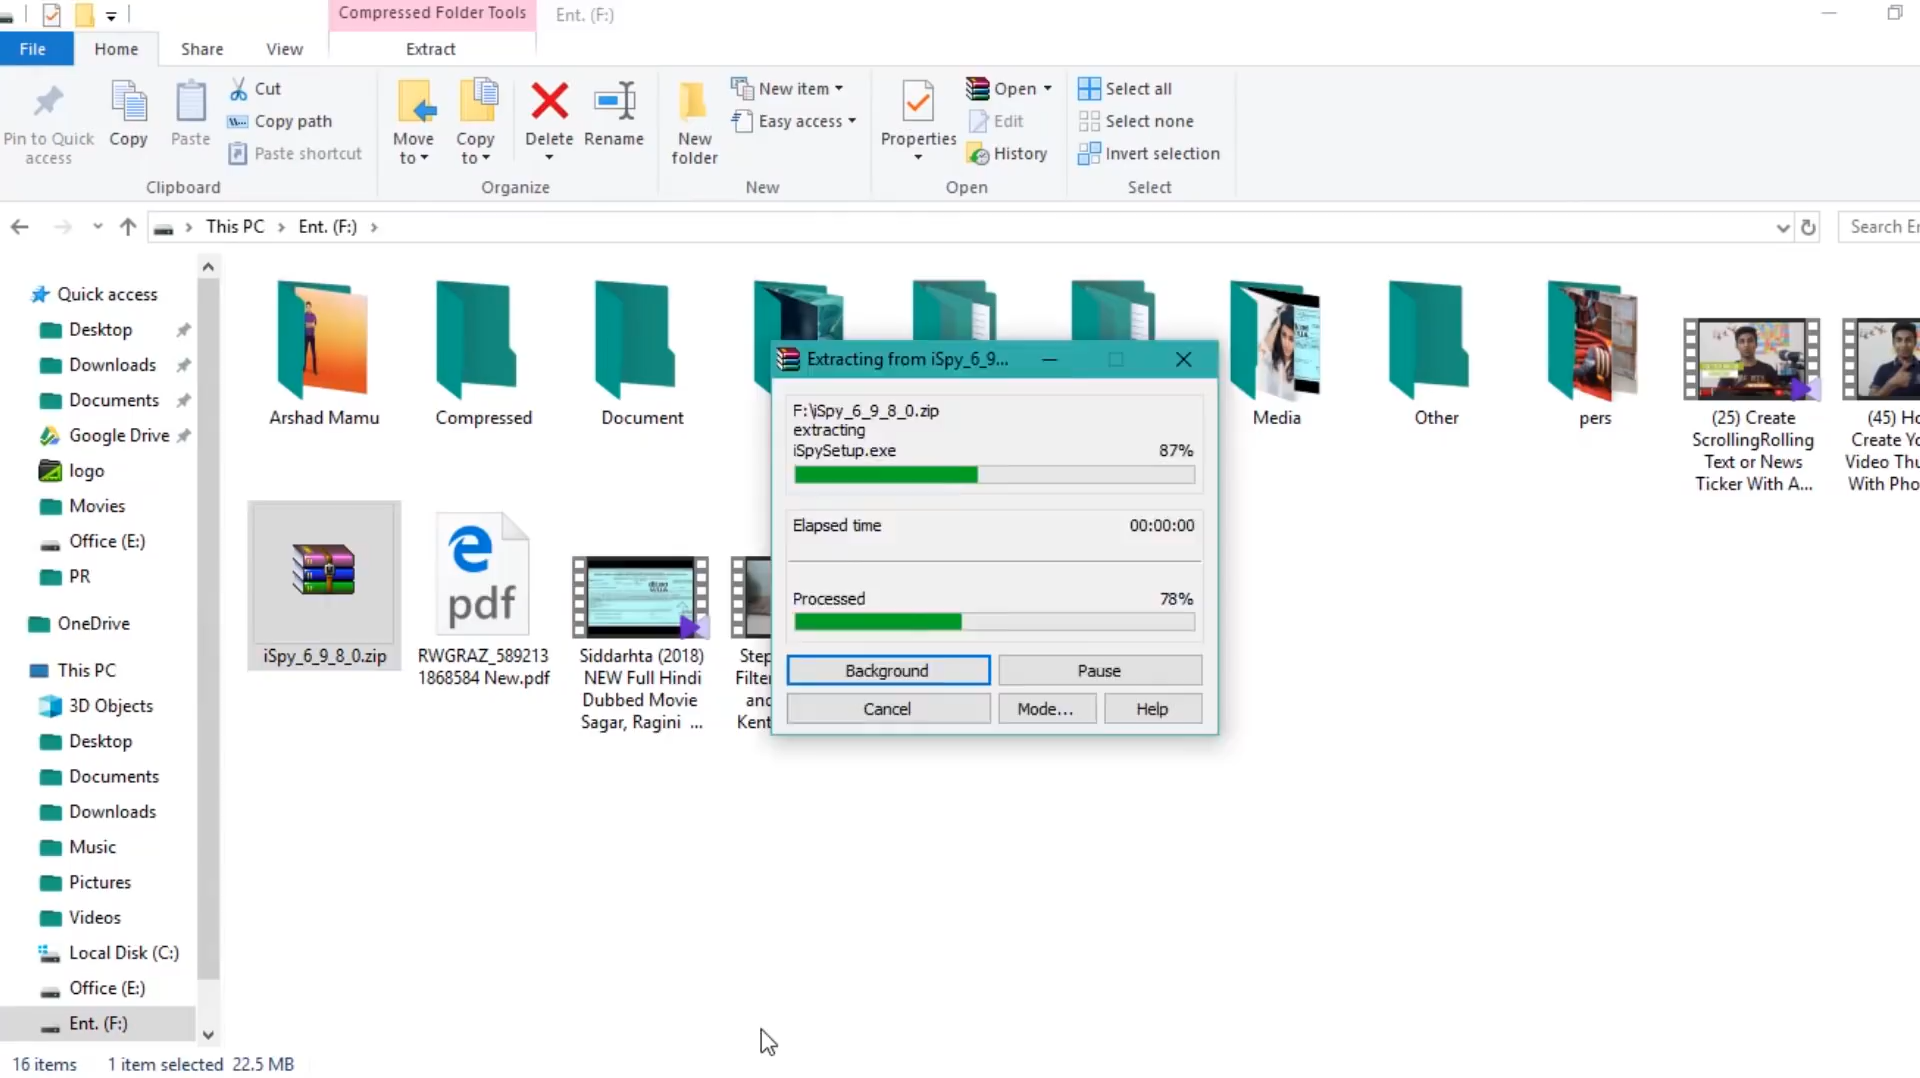 Compressed Folder Tools
Ent. (F:)
File
Home
Share
View
Extract
Pin to Quick
access
Copy
Paste
Cut
Copy path
Paste shortcut
Move
to
Copy
to
Delete
Rename
New
folder
New item
Easy access
Properties
Open
Edit
History
Select all
Select none
Invert selection
Clipboard
Organize
New
Open
Select
This PC
Ent. (F:)
Search
Quick access
Desktop
Downloads
Documents
Google Drive
logo
Movies
Office (E:)
PR
OneDrive
This PC
3D Objects
Desktop
Documents
Downloads
Music
Pictures
Videos
Local Disk (C:)
Office (E:)
Ent. (F:)
Arshad Mamu
Compressed
Document
Media
Other
pers
(25) Create
ScrollingRolling
Text or News
Ticker With A...
(45)
Create
Video
With
iSpy_6_9_8_0.zip
pdf
RWGRAZ_589213
1868584 New.pdf
Siddarhta (2018)
NEW Full Hindi
Dubbed Movie
Sagar, Ragini ...
Extracting from iSpy_6_9...
F:\iSpy_6_9_8_0.zip
extracting
iSpySetup.exe
87%
Elapsed time
00:00:00
Processed
78%
Background
Pause
Cancel
Mode...
Help
16 items
1 item selected
22.5 MB